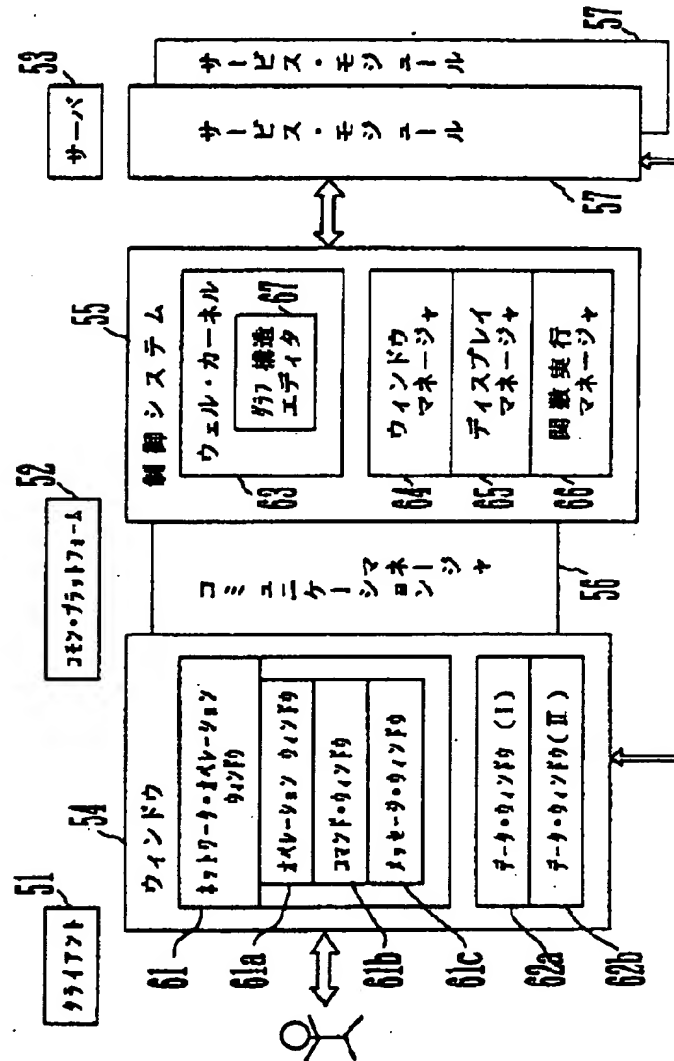 クライアント
51
コモン・プラットフォーム
52
サーバ
53
54
ウィンドウ
ネットワーク・オペレーション
ウィンドウ
オペレーション ウィンドウ
コマンド・ウィンドウ
メッセージ・ウィンドウ
データ・ウィンドウ (I)
データ・ウィンドウ(II)
61
61a
61b
61c
62a
62b
コミュニケーション
マネージャ
56
55
制御システム
ウェル・カーネル
グラフ構造
エディタ
67
63
ウィンドウ
マネージャ
64
ディスプレイ
マネージャ
65
関数実行
マネージャ
66
サービス・モジュール
57
サービス・モジュール
57